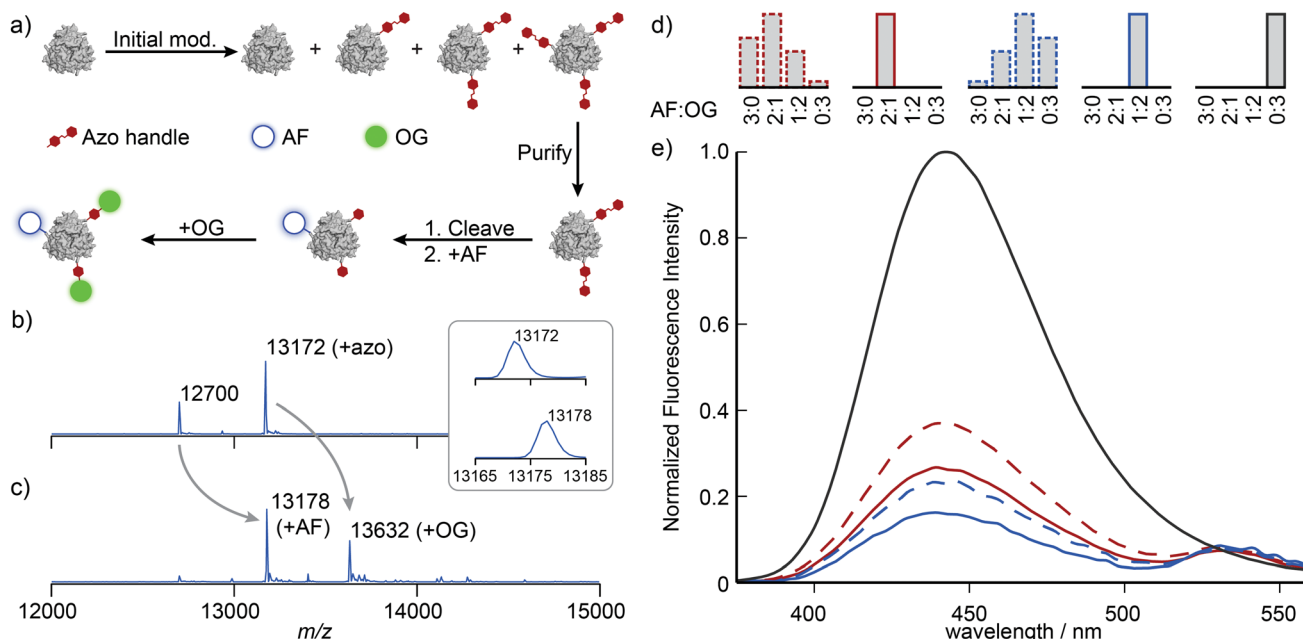 a)
Initial mod.
+ + +
Azo handle
AF
OG
Purify
+OG
1. Cleave
2. +AF
b)
13172 (+azo)
12700
13172
13178
13165 13175 13185
c)
13178
(+AF)
13632 (+OG)
12000 13000 14000 15000
m/z
d)
AF:OG
3:0 2:1 1:2 0:3
3:0 2:1 1:2 0:3
3:0 2:1 1:2 0:3
3:0 2:1 1:2 0:3
3:0 2:1 1:2 0:3
e)
Normalized Fluorescence Intensity
1.0
0.8
0.6
0.4
0.2
0
400 450 500 550
wavelength / nm